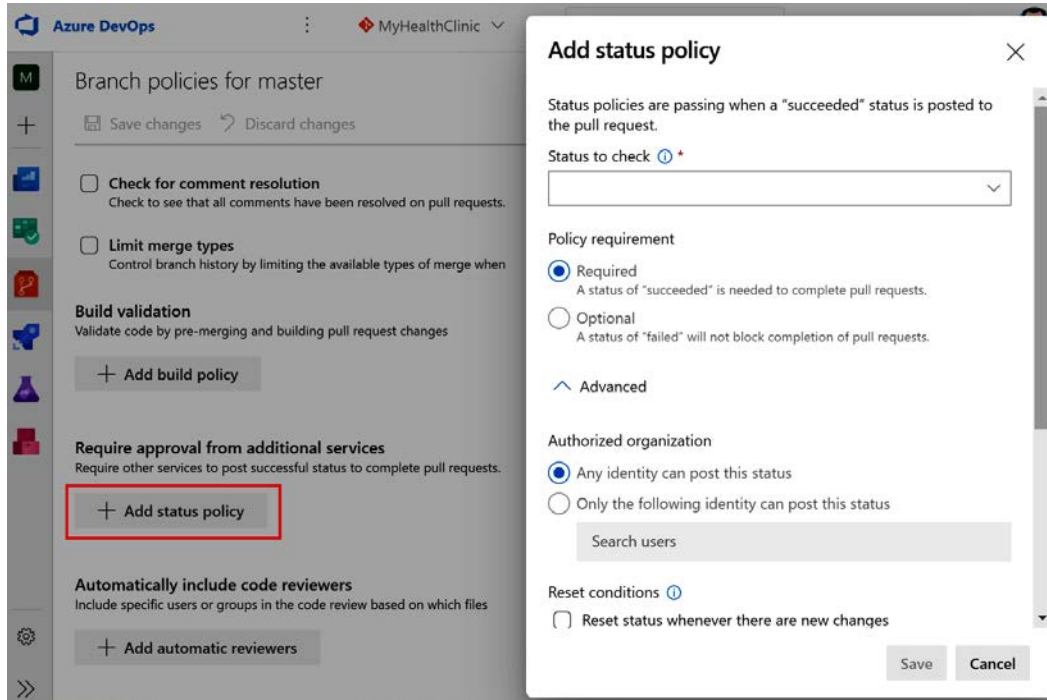 Azure DevOps
MyHealthClinic
M
Branch policies for master
Save changes
Discard changes
Check for comment resolution
Check to see that all comments have been resolved on pull requests.
Limit merge types
Control branch history by limiting the available types of merge when
Build validation
Validate code by pre-merging and building pull request changes
+ Add build policy
Require approval from additional services
Require other services to post successful status to complete pull requests.
+ Add status policy
Automatically include code reviewers
Include specific users or groups in the code review based on which files
+ Add automatic reviewers
Add status policy
Status policies are passing when a "succeeded" status is posted to
the pull request.
Status to check *
Policy requirement
Required
A status of "succeeded" is needed to complete pull requests.
Optional
A status of "failed" will not block completion of pull requests.
Advanced
Authorized organization
Any identity can post this status
Only the following identity can post this status
Search users
Reset conditions
Reset status whenever there are new changes
Save
Cancel